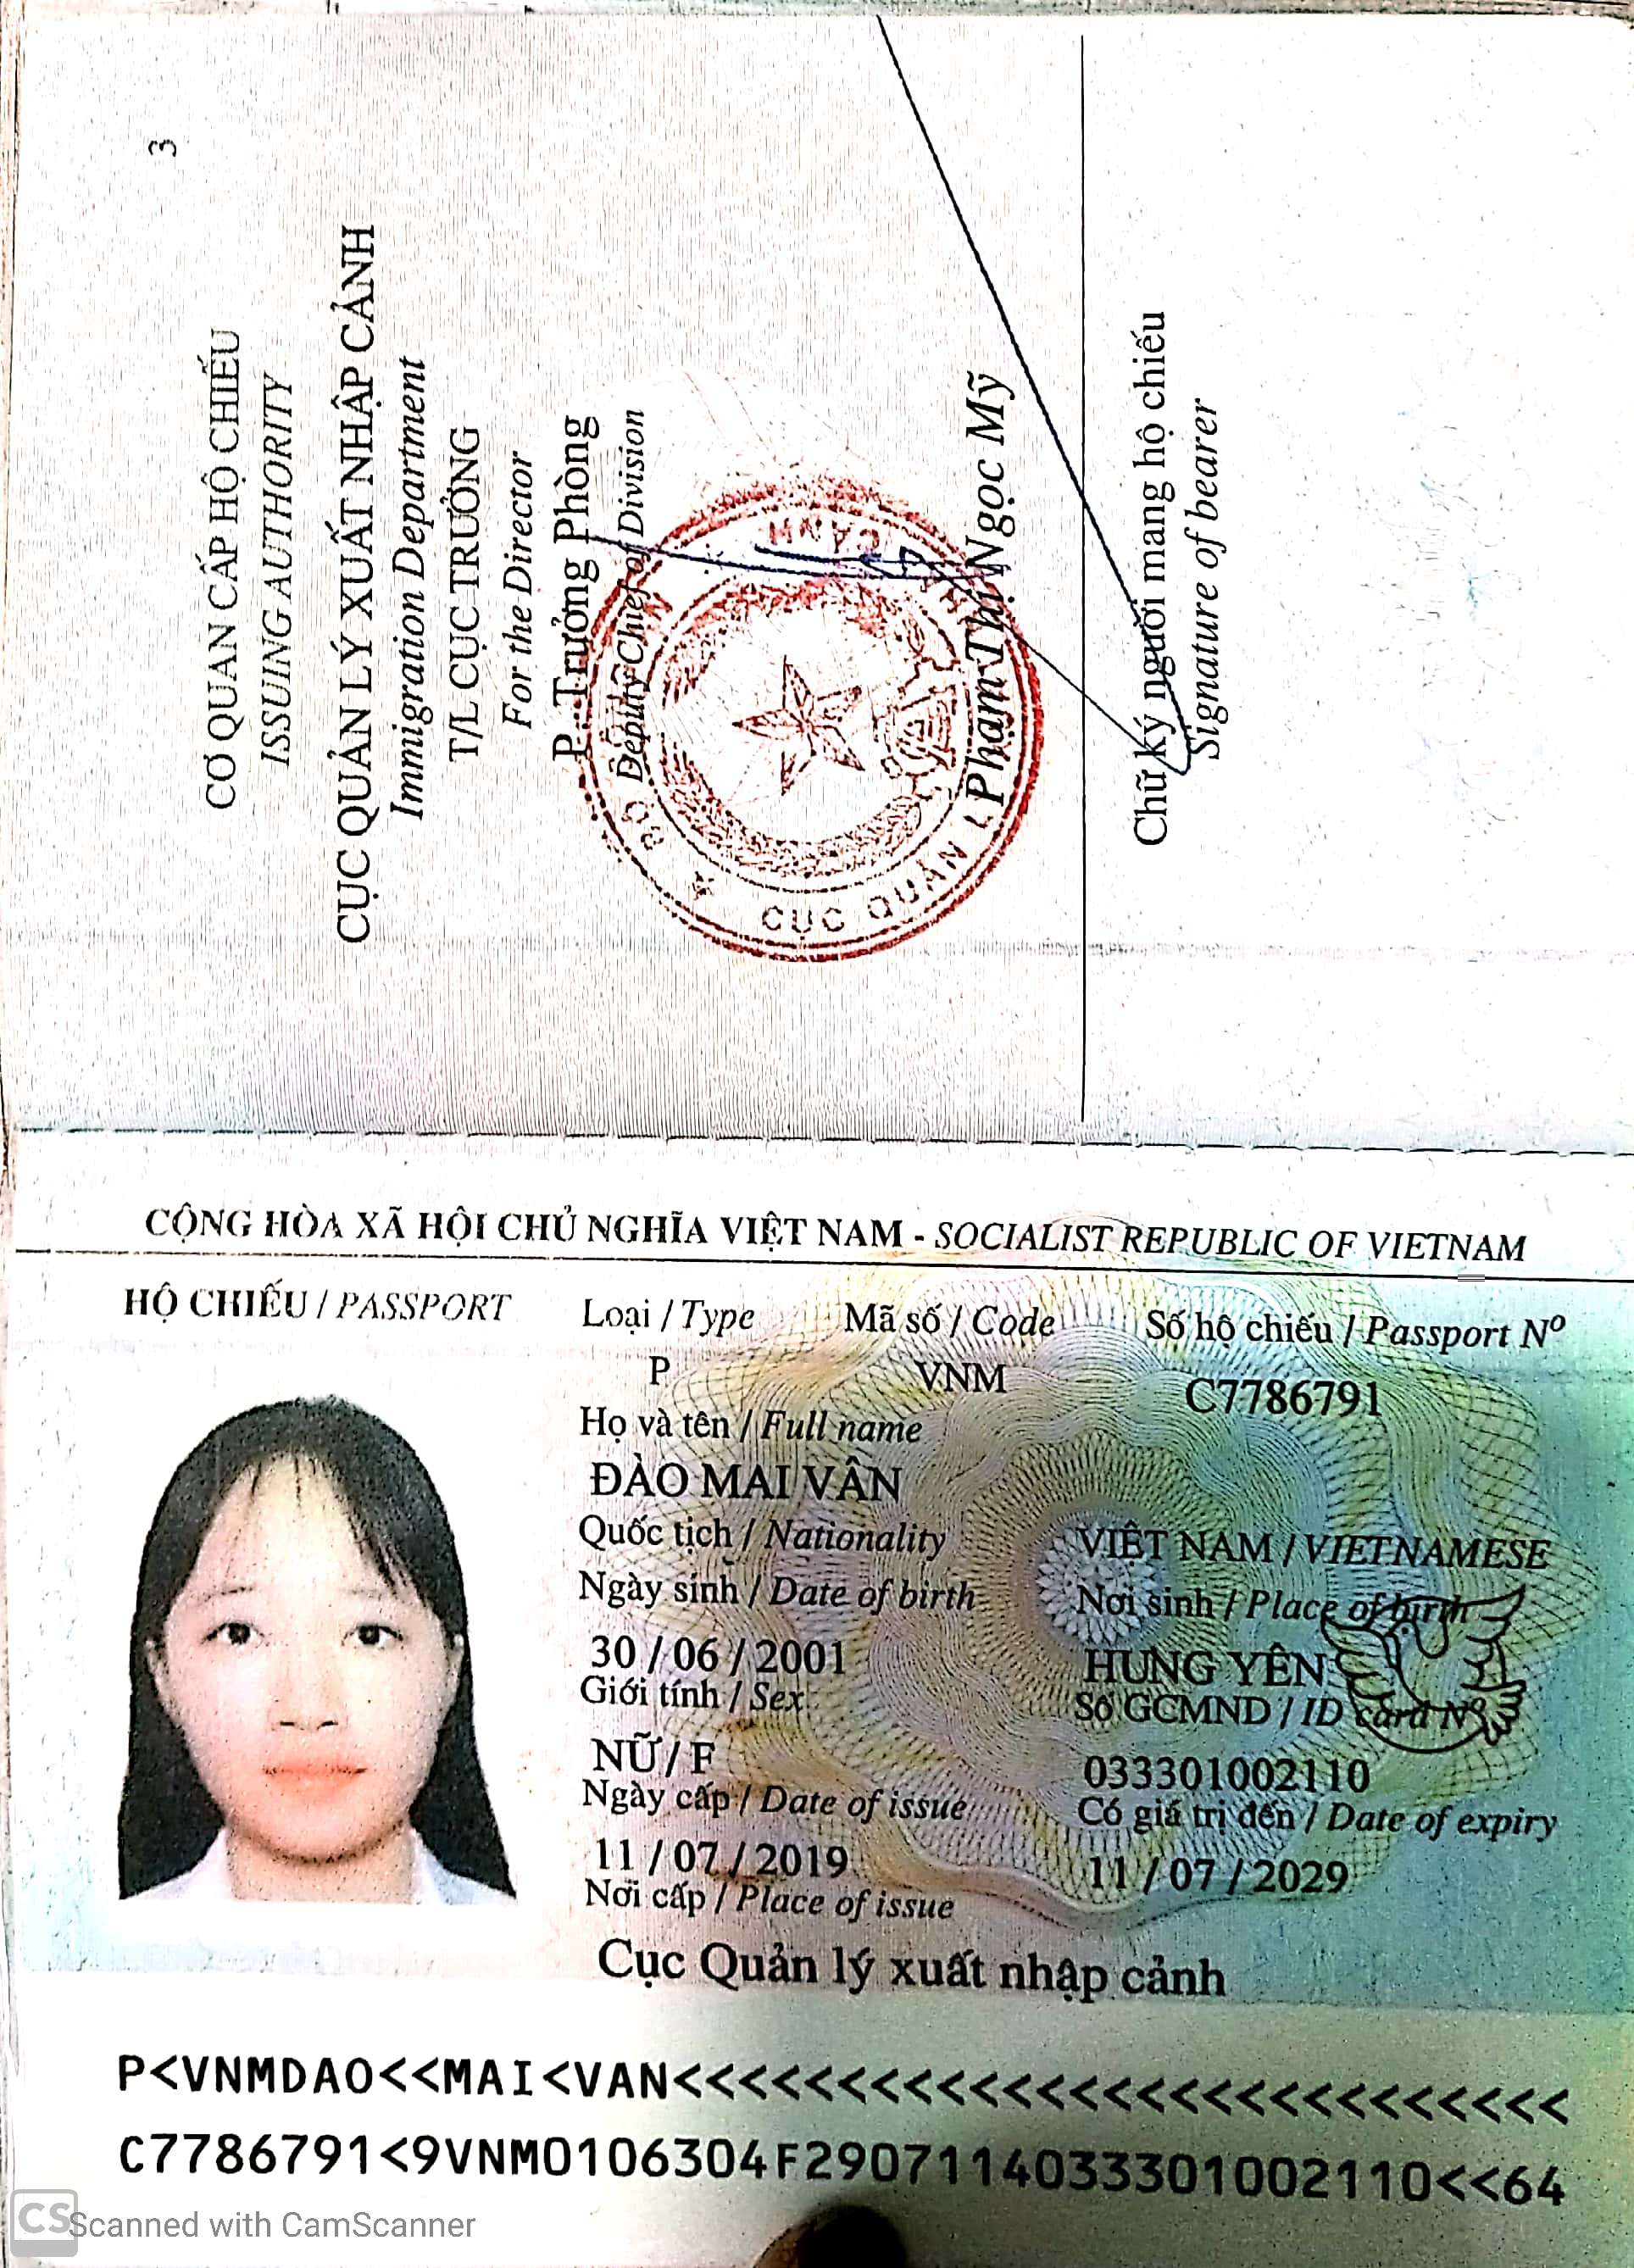 3
CƠ QUAN CẤP HỘ CHIẾU
ISSUING AUTHORITY
CỤC QUẢN LÝ XUẤT NHẬP CẢNH
Immigration Department
T/L CỤC TRƯỞNG
For the Director
P. Trưởng Phòng
Deputy Chief of Division
CỤC QUẢN L
CẢNH
Phạm Thị Ngọc Mỹ
Chữ ký người mang hộ chiếu
Signature of bearer
CỘNG HÒA XÃ HỘI CHỦ NGHĨA VIỆT NAM - SOCIALIST REPUBLIC OF VIETNAM
HỘ CHIẾU / PASSPORT
Loại / Type Mã số / Code Số hộ chiếu / Passport Nº
P VNM C7786791
Họ và tên / Full name
ĐÀO MAI VÂN
Quốc tịch / Nationality VIỆT NAM / VIETNAMESE
Ngày sinh / Date of birth Nơi sinh / Place of birth
30 / 06 / 2001 HƯNG YÊN
Giới tính / Sex Số GCMND / ID card Nº
NỮ / F 033301002110
Ngày cấp / Date of issue Có giá trị đến / Date of expiry
11 / 07 / 2019 11 / 07 / 2029
Nơi cấp / Place of issue
Cục Quản lý xuất nhập cảnh
P<VNMDAO<<MAI<VAN<<<<<<<<<<<<<<<<<<<<<<<<<<<
C7786791<9VNM0106304F2907114033301002110<<64
CS Scanned with CamScanner